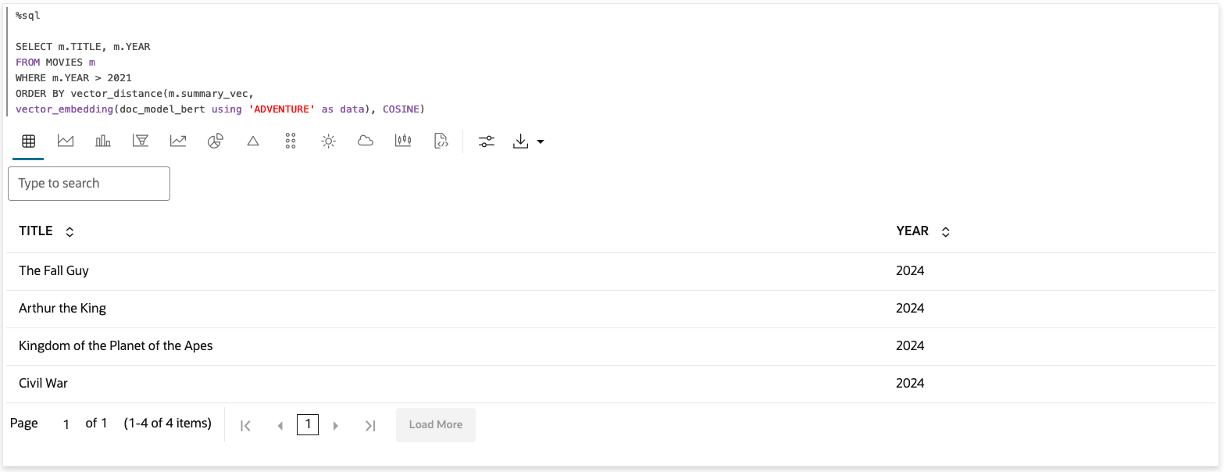 %sql
SELECT m.TITLE, m.YEAR
FROM MOVIES m
WHERE m.YEAR > 2021
ORDER BY vector_distance(m.summary_vec,
vector_embedding(doc_model_bert using 'ADVENTURE' as data), COSINE)
Type to search
TITLE YEAR
The Fall Guy 2024
Arthur the King 2024
Kingdom of the Planet of the Apes 2024
Civil War 2024
Page 1 of 1 (1-4 of 4 items) 1 Load More